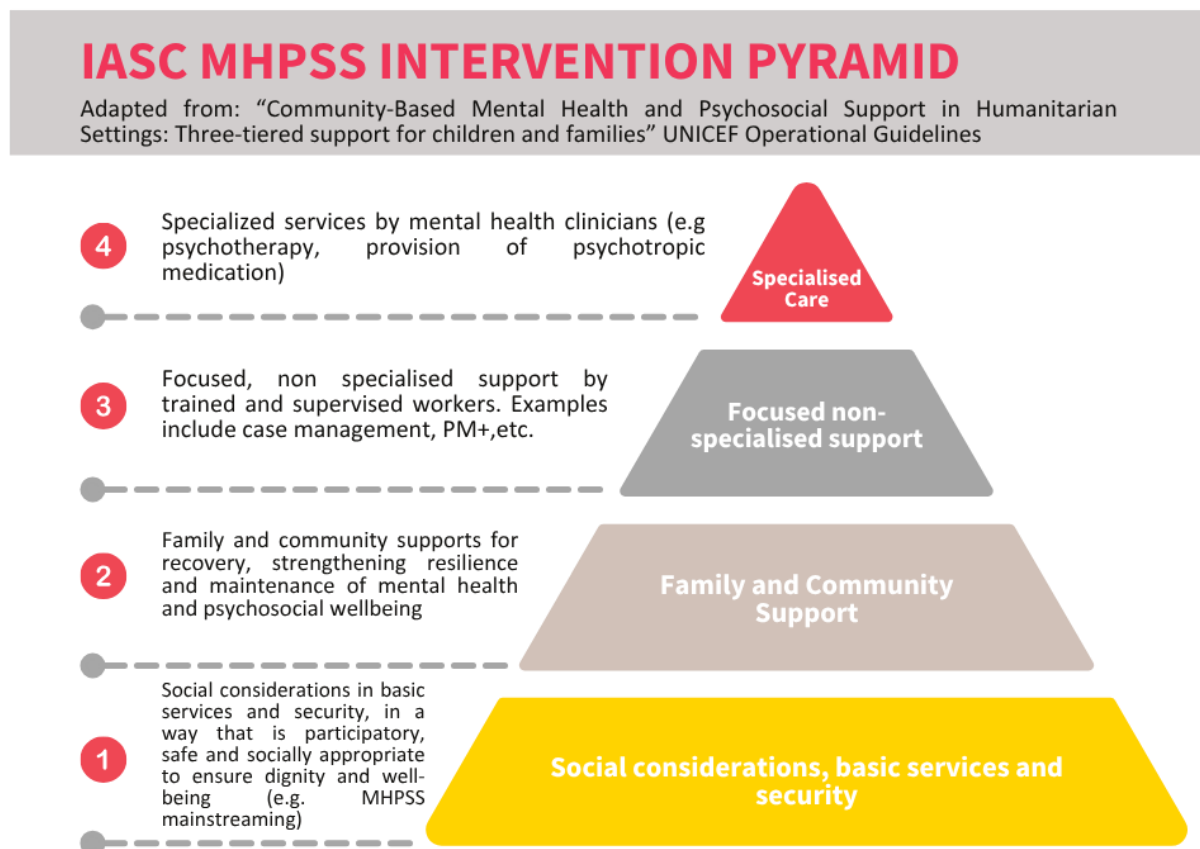 IASC MHPSS INTERVENTION PYRAMID
Adapted from: “Community-Based Mental Health and Psychosocial Support in Humanitarian
Settings: Three-tiered support for children and families” UNICEF Operational Guidelines
4
Specialized services by mental health clinicians (e.g
psychotherapy, provision of psychotropic
medication)
Specialised
Care
3
Focused, non specialised support by
trained and supervised workers. Examples
include case management, PM+,etc.
Focused non-
specialised support
2
Family and community supports for
recovery, strengthening resilience
and maintenance of mental health
and psychosocial wellbeing
Family and Community
Support
1
Social considerations in basic
services and security, in a
way that is participatory,
safe and socially appropriate
to ensure dignity and well-
being (e.g. MHPSS
mainstreaming)
Social considerations, basic services and
security